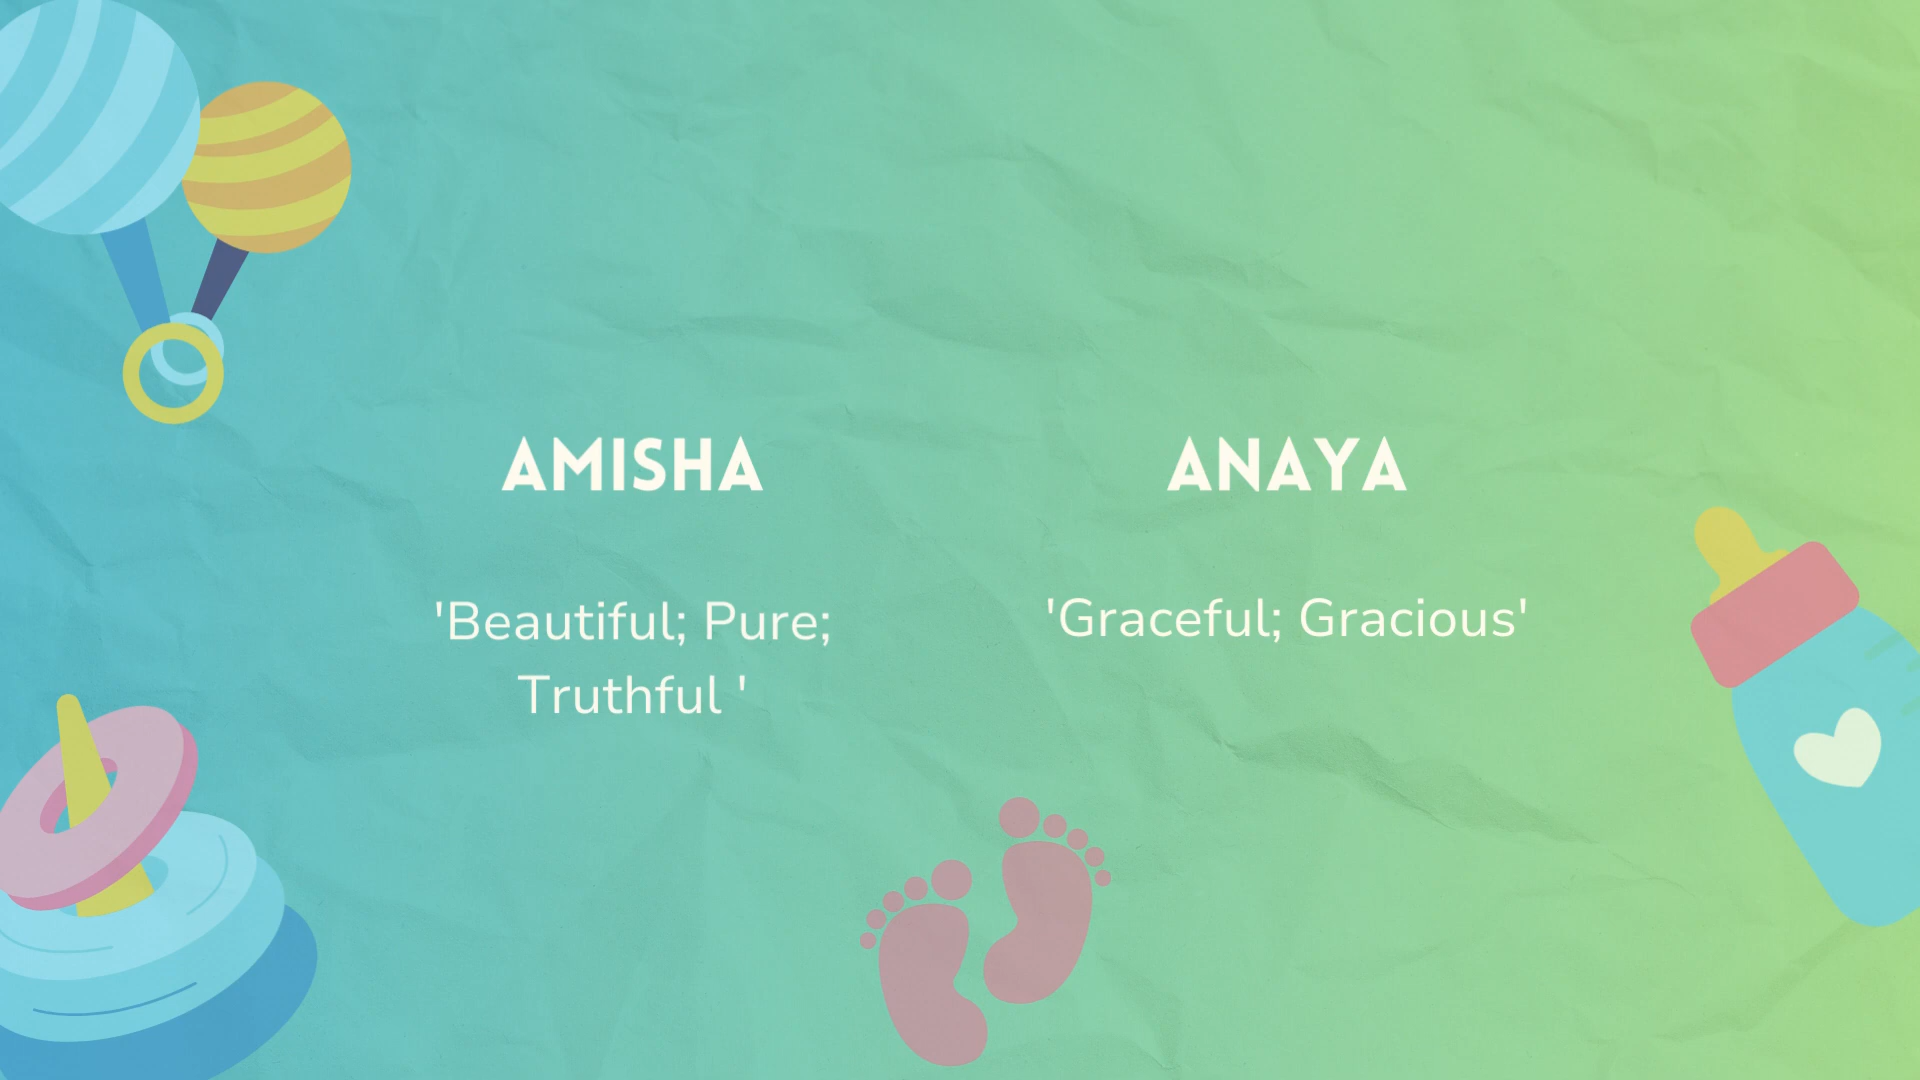 AMISHA
'Beautiful; Pure;
Truthful '
ANAYA
'Graceful; Gracious'